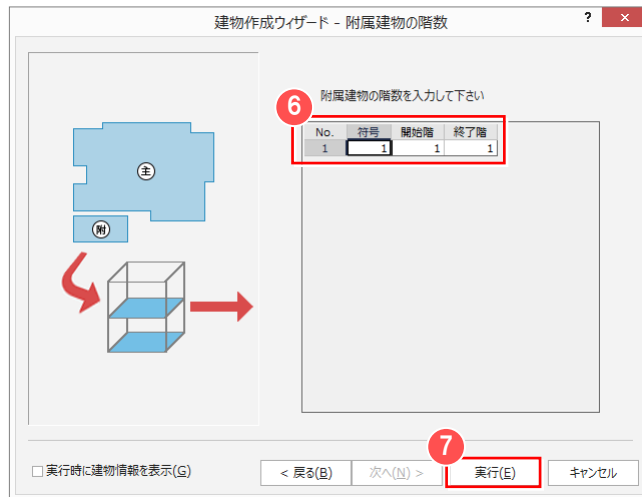 建物作成ウィザード - 附属建物の階数
?
×
附属建物の階数を入力して下さい
6
No. 符号 開始階 終了階
1 1 1 1
主
附
7
実行時に建物情報を表示(G)
< 戻る(B) 次へ(N) > 実行(E) キャンセル